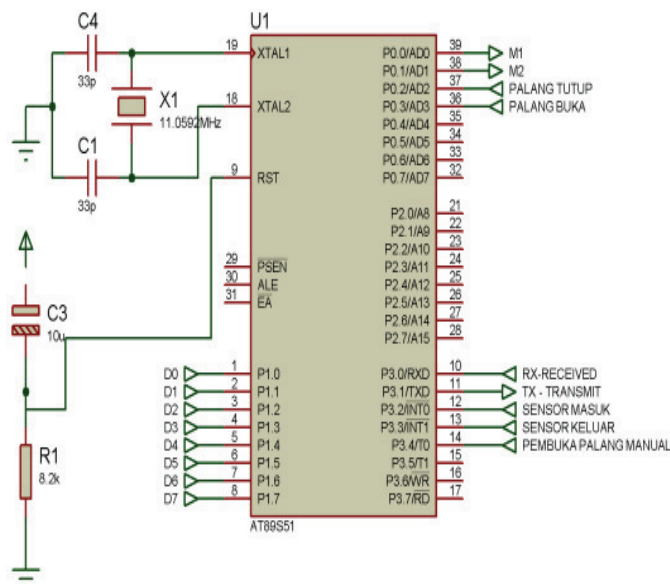 C4
33p
X1
11.0592MHz
C1
33p
C3
10u
R1
8.2k
U1
19 XTAL1
18 XTAL2
9 RST
29 PSEN
30 ALE
31 EA
D0 1 P1.0
D1 2 P1.1
D2 3 P1.2
D3 4 P1.3
D4 5 P1.4
D5 6 P1.5
D6 7 P1.6
D7 8 P1.7
P0.0/AD0 39 M1
P0.1/AD1 38 M2
P0.2/AD2 37 PALANG TUTUP
P0.3/AD3 36 PALANG BUKA
P0.4/AD4 35
P0.5/AD5 34
P0.6/AD6 33
P0.7/AD7 32
P2.0/A8 21
P2.1/A9 22
P2.2/A10 23
P2.3/A11 24
P2.4/A12 25
P2.5/A13 26
P2.6/A14 27
P2.7/A15 28
P3.0/RXD 10 RX-RECEIVED
P3.1/TXD 11 TX - TRANSMIT
P3.2/INT0 12 SENSOR MASUK
P3.3/INT1 13 SENSOR KELUAR
P3.4/T0 14 PEMBUKA PALANG MANUAL
P3.5/T1 15
P3.6/WR 16
P3.7/RD 17
AT89S51